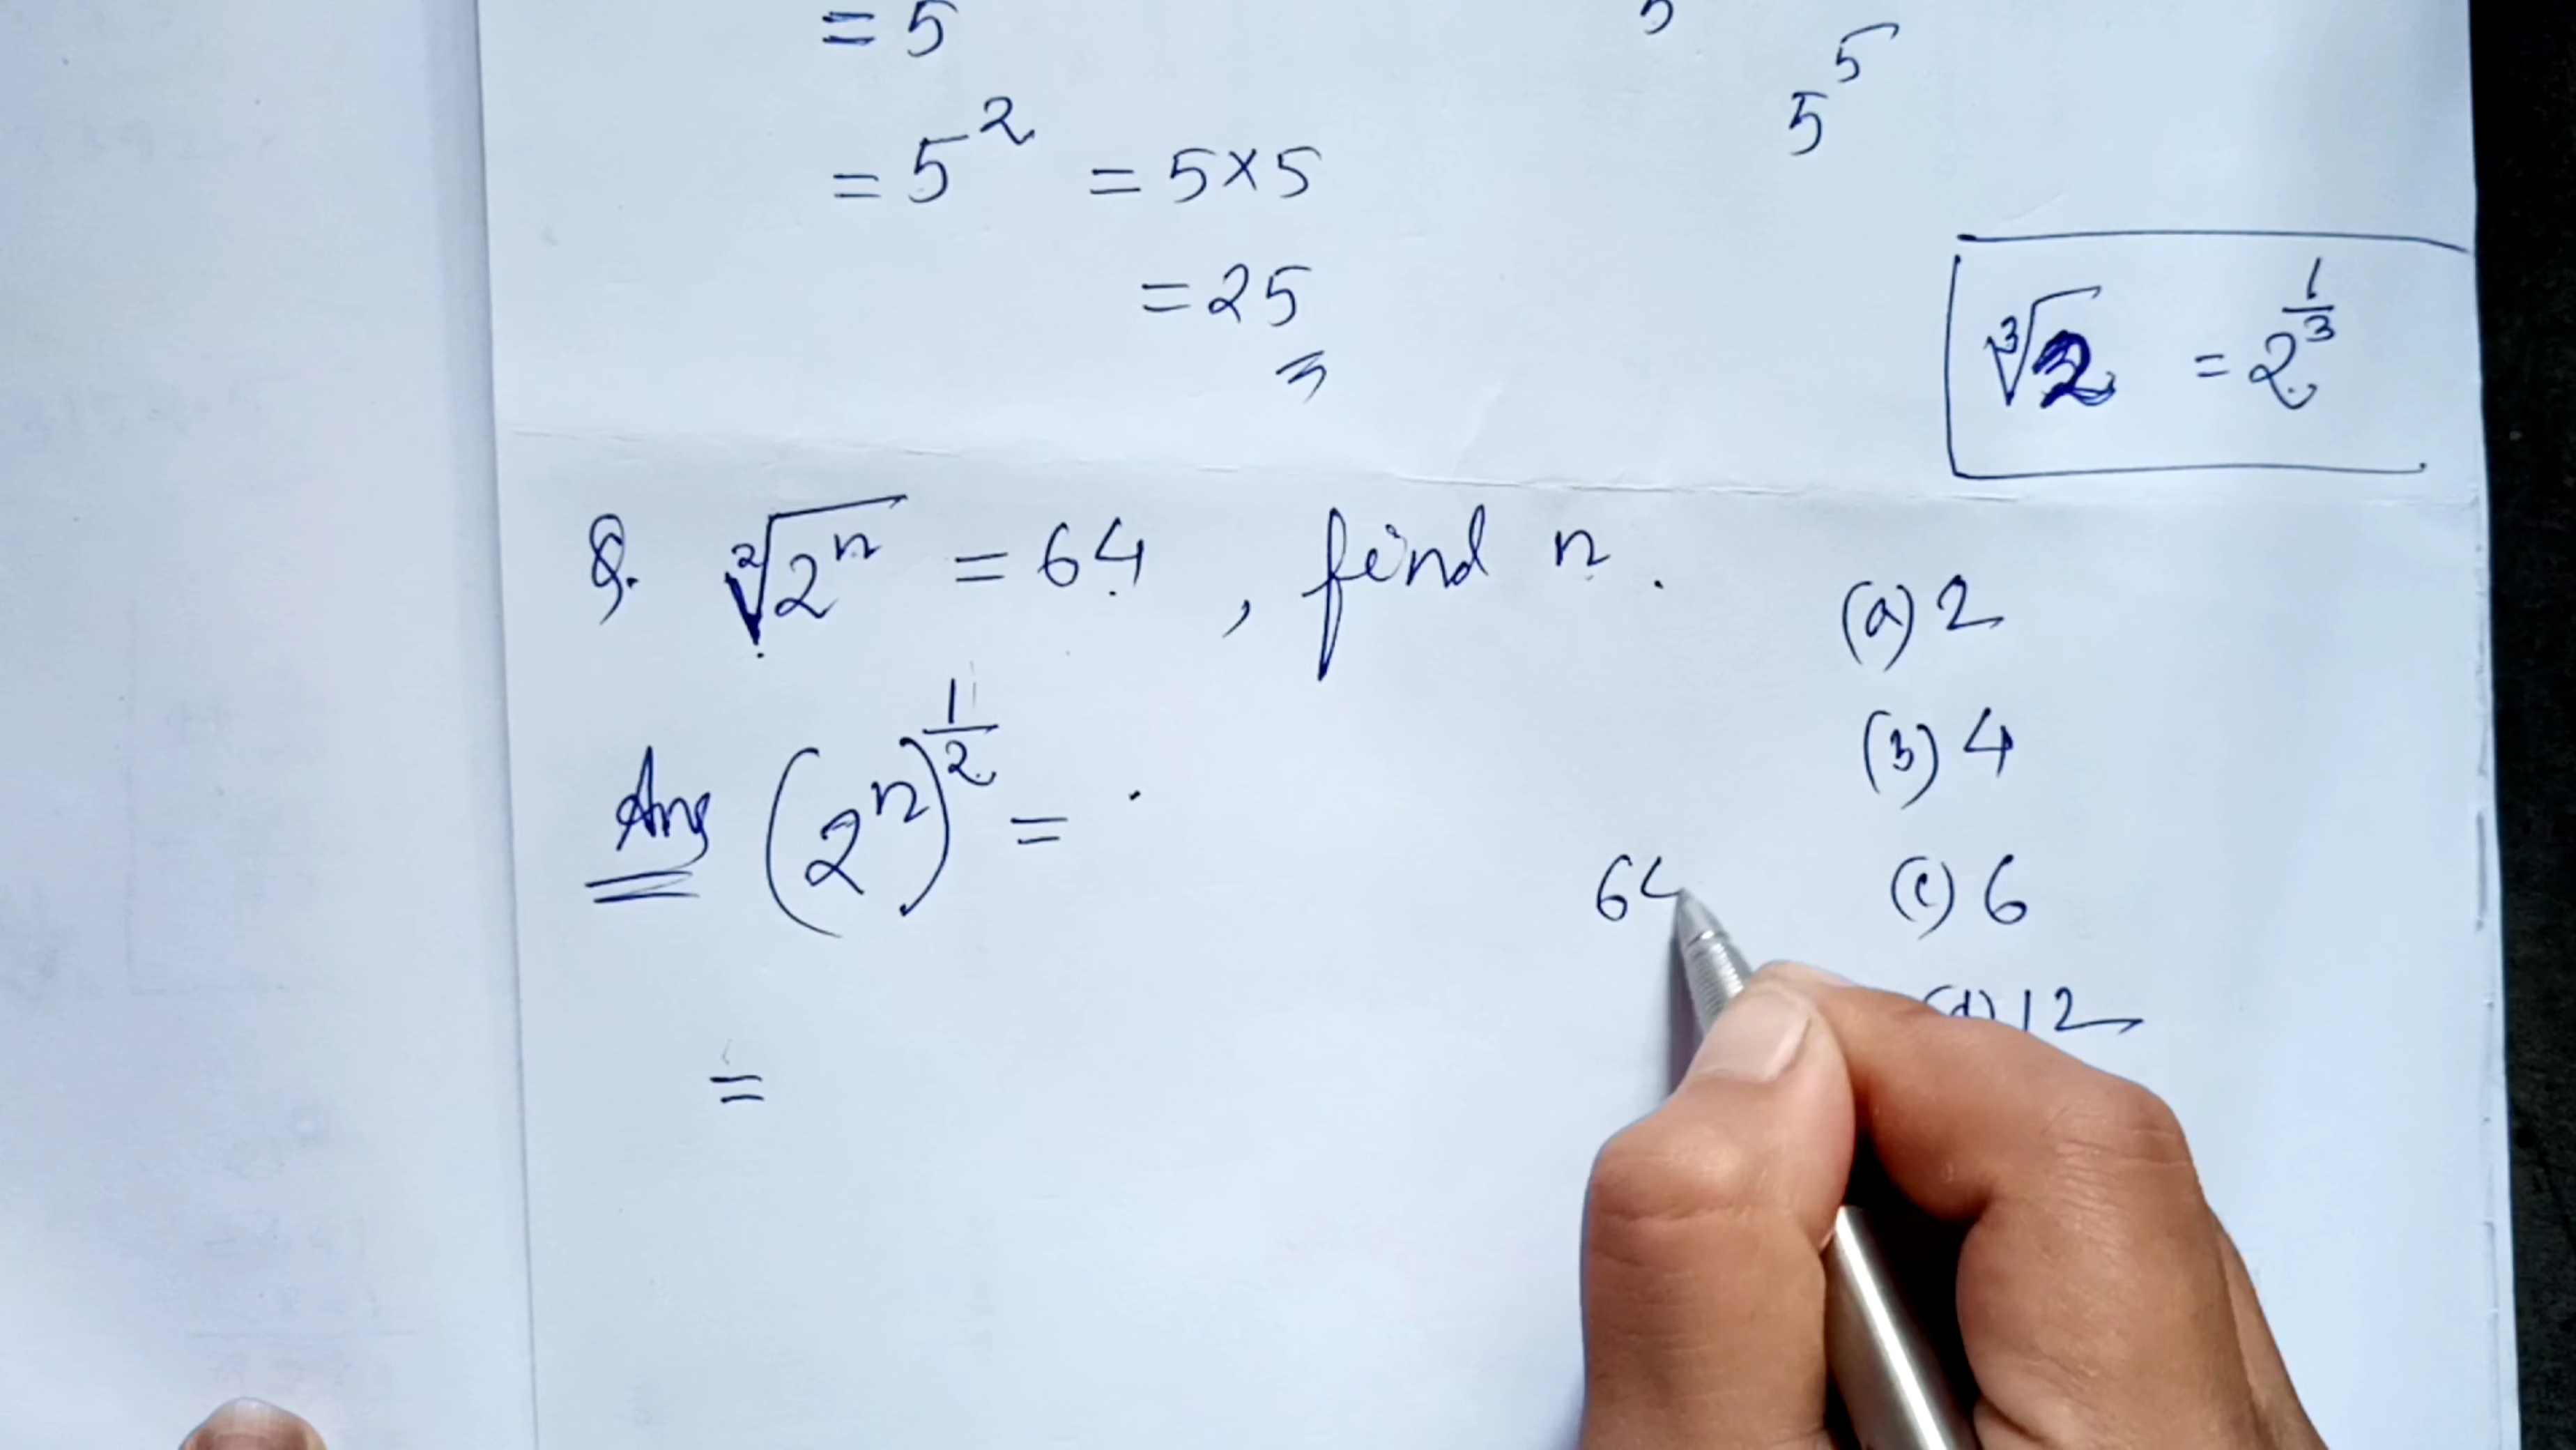 = 5
5
5⁵
= 5² = 5×5
= 25
∛2 = 2^(1/3)
Q. ²√(2ⁿ) = 64, find n.
(a) 2
Ans (2ⁿ)^(1/2) =
(b) 4
64
(c) 6
(d) 12
=